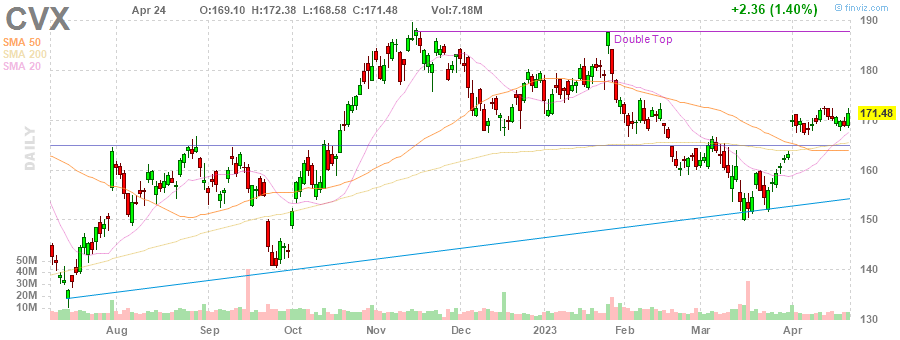 CVX Apr 24 O:169.10 H:172.38 L:168.58 C:171.48 Vol:7.18M +2.36 (1.40%) © finviz.com
SMA 50
SMA 200
SMA 20
DAILY
Double Top
190
180
171.48
170
160
150
140
130
50M
40M
30M
20M
10M
Aug Sep Oct Nov Dec 2023 Feb Mar Apr